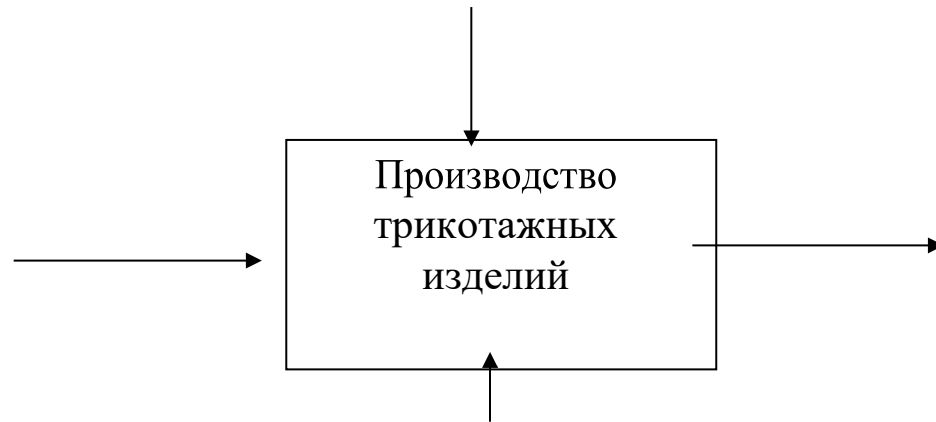 Производство
трикотажных
изделий